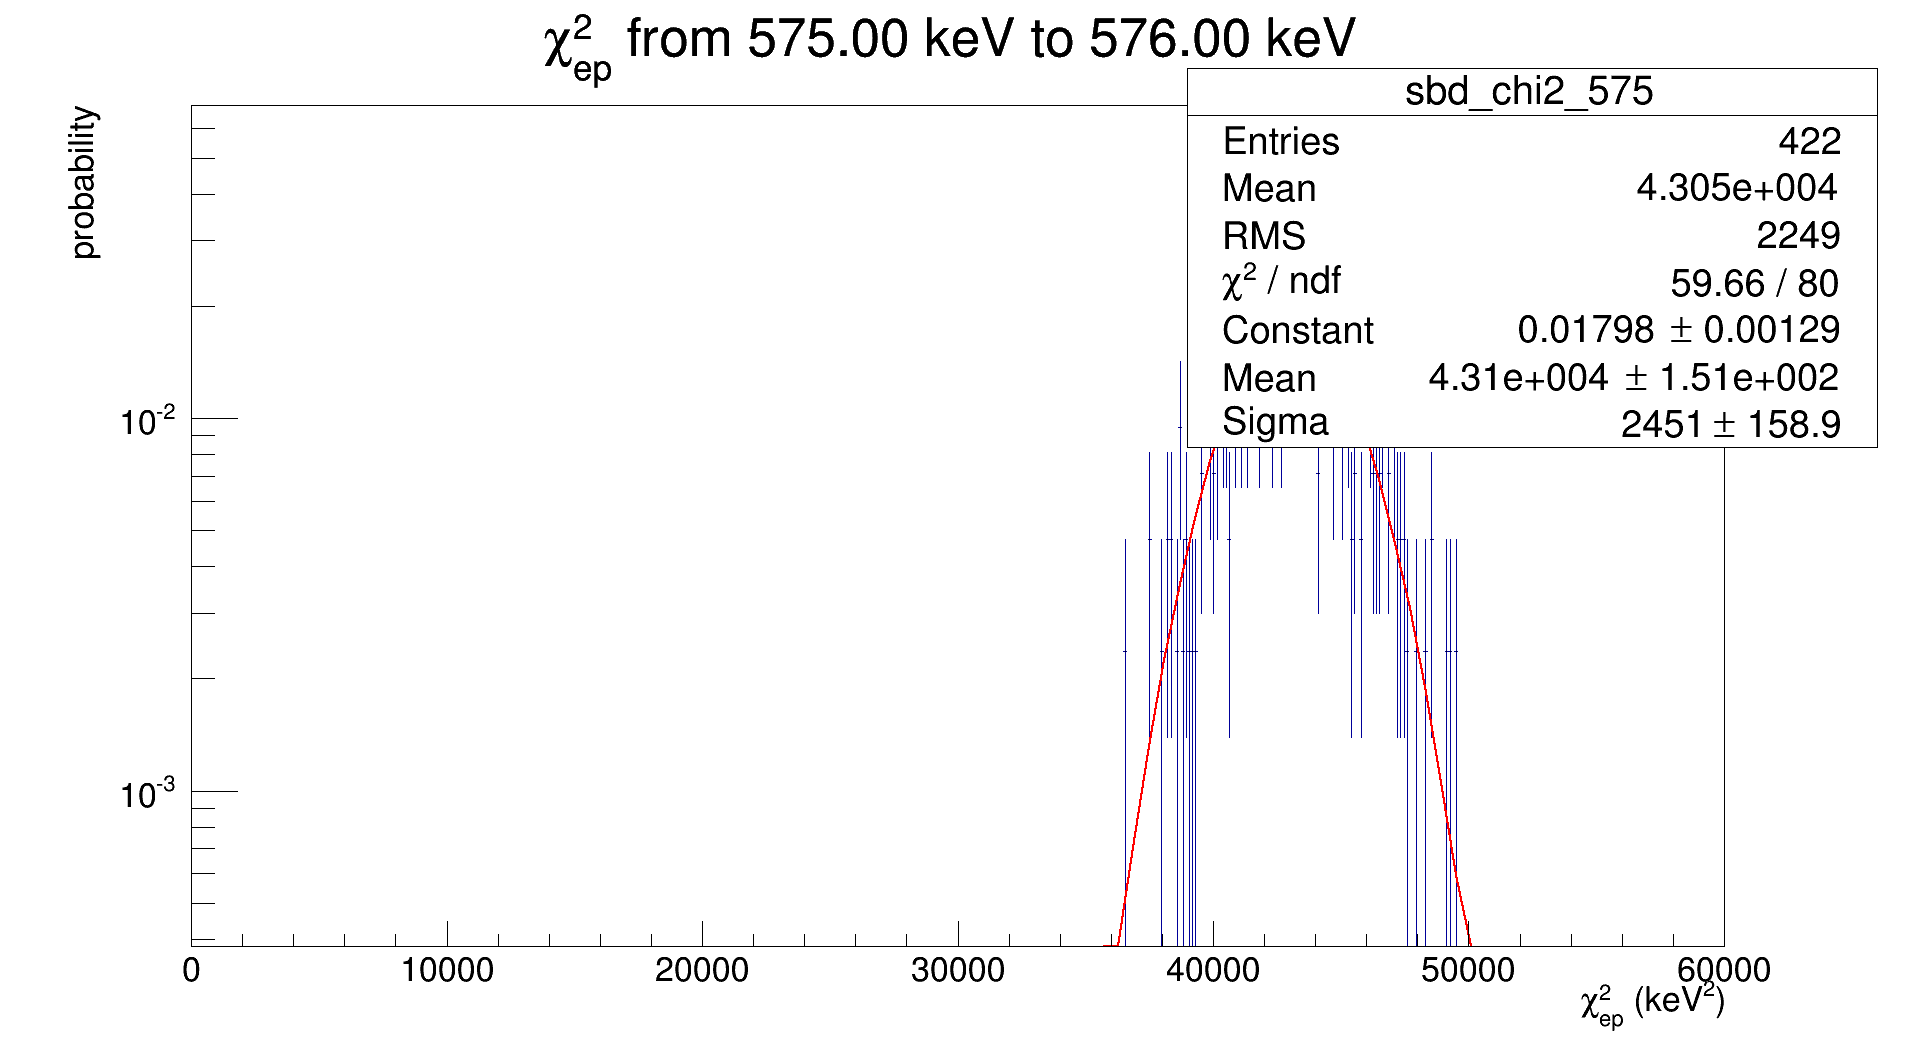 χ²ep from 575.00 keV to 576.00 keV
probability
sbd_chi2_575
Entries 422
Mean 4.305e+004
RMS 2249
χ² / ndf 59.66 / 80
Constant 0.01798 ± 0.00129
Mean 4.31e+004 ± 1.51e+002
Sigma 2451 ± 158.9
10⁻²
10⁻³
0 10000 20000 30000 40000 50000 60000
χ²ep (keV²)